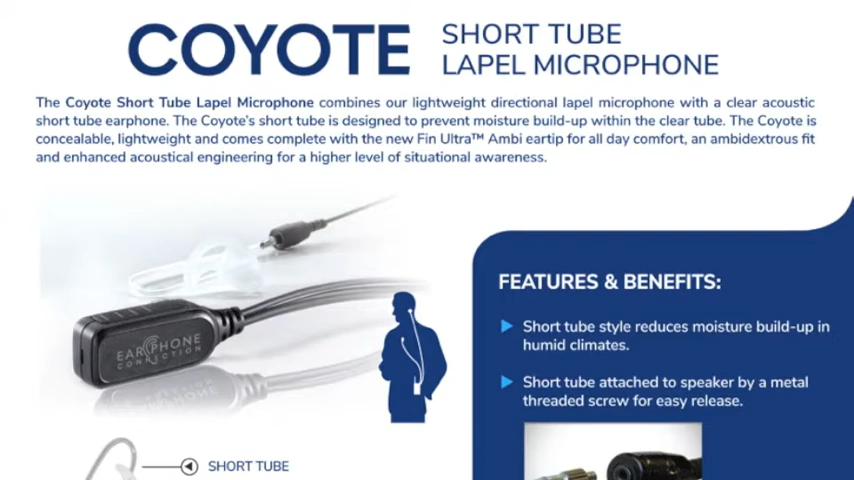 COYOTE
SHORT TUBE
LAPEL MICROPHONE
The Coyote Short Tube Lapel Microphone combines our lightweight directional lapel microphone with a clear acoustic
short tube earphone. The Coyote's short tube is designed to prevent moisture build-up within the clear tube. The Coyote is
concealable, lightweight and comes complete with the new Fin Ultra™ Ambi eartip for all day comfort, an ambidextrous fit
and enhanced acoustical engineering for a higher level of situational awareness.
EARPHONE
CONNECTION
FEATURES & BENEFITS:
Short tube style reduces moisture build-up in
humid climates.
Short tube attached to speaker by a metal
threaded screw for easy release.
SHORT TUBE